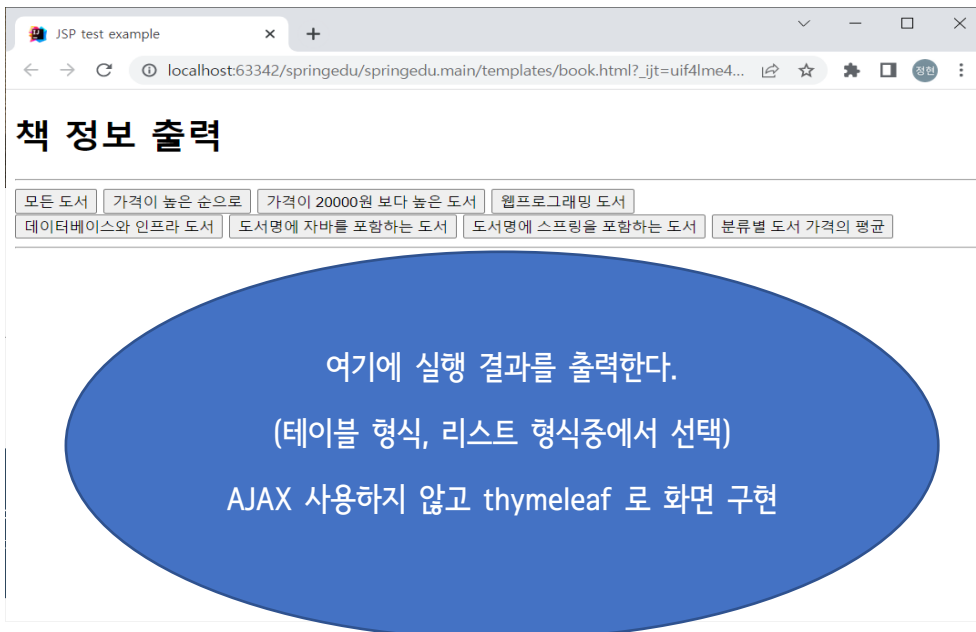 JSP test example
localhost:63342/springedu/springedu.main/templates/book.html?_ijt=uif4lme4...
정현
책 정보 출력
모든 도서 가격이 높은 순으로 가격이 20000원 보다 높은 도서 웹프로그래밍 도서
데이터베이스와 인프라 도서 도서명에 자바를 포함하는 도서 도서명에 스프링을 포함하는 도서 분류별 도서 가격의 평균
여기에 실행 결과를 출력한다.
(테이블 형식, 리스트 형식중에서 선택)
AJAX 사용하지 않고 thymeleaf 로 화면 구현